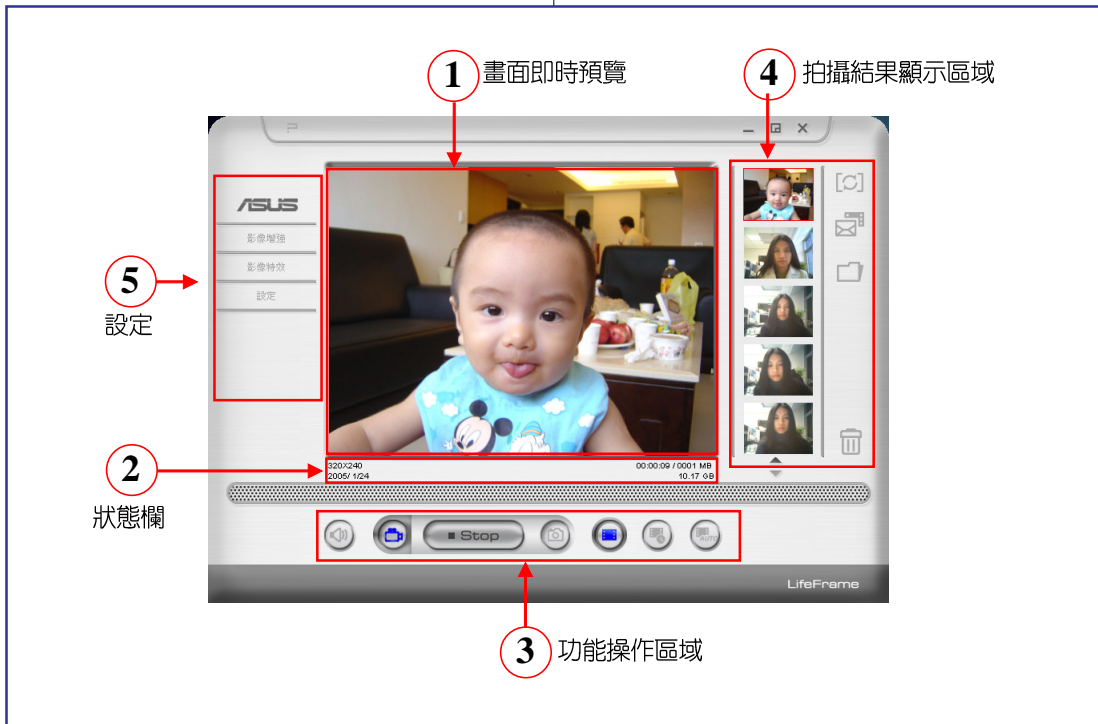 1 畫面即時預覽
4 拍攝結果顯示區域
ASUS
影像增強
影像特效
設定
5
設定
2
狀態欄
320X240
2005/ 1/24
00:00:09 / 0001 MB
10.17 GB
Stop
AUTO
LifeFrame
3 功能操作區域